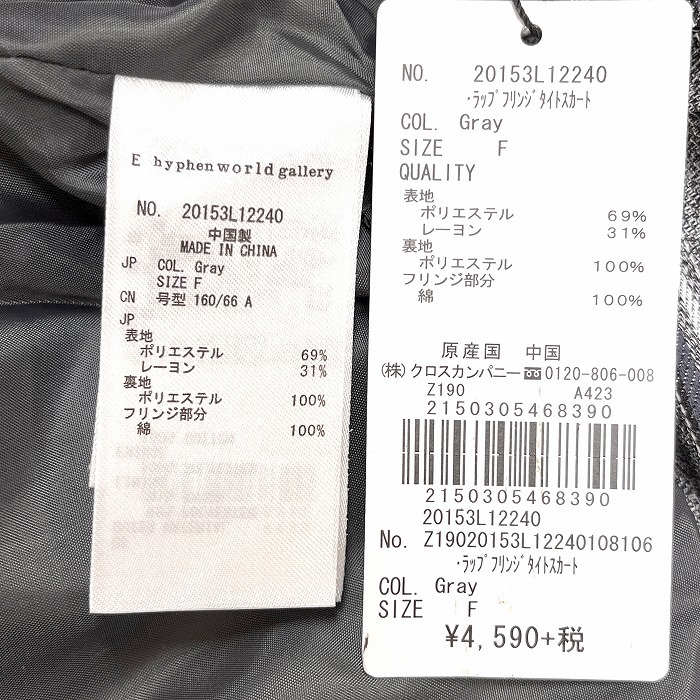 E hyphen world gallery
NO. 20153L12240
中国製
MADE IN CHINA
JP COL. Gray
SIZE F
CN 号型 160/66 A
JP
表地
ポリエステル 69%
レーヨン 31%
裏地
ポリエステル 100%
フリンジ部分
綿 100%
NO. 20153L12240
・ラップフリンジタイトスカート
COL. Gray
SIZE F
QUALITY
表地
ポリエステル 69%
レーヨン 31%
裏地
ポリエステル 100%
フリンジ部分
綿 100%
原産国 中国
(株) クロスカンパニー 0120-806-008
Z190 A423
2150305468390
2150305468390
20153L12240
No. Z19020153L12240108106
・ラップフリンジタイトスカート
COL. Gray
SIZE F
¥4,590+税